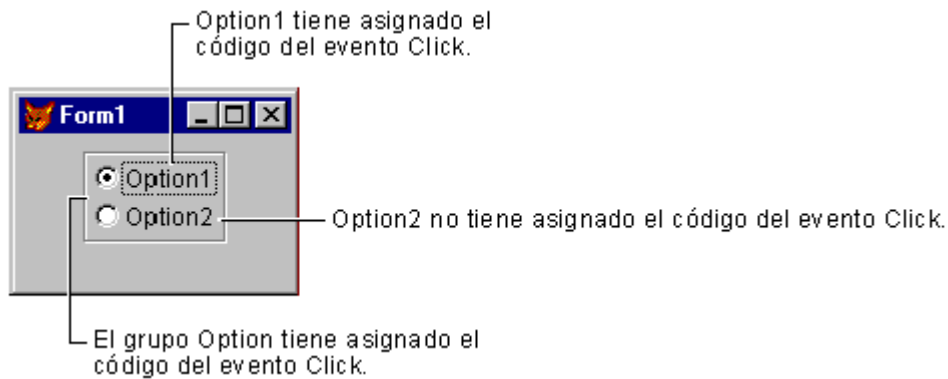 Option1 tiene asignado el
código del evento Click.
Form1
Option1
Option2
Option2 no tiene asignado el código del evento Click.
El grupo Option tiene asignado el
código del evento Click.